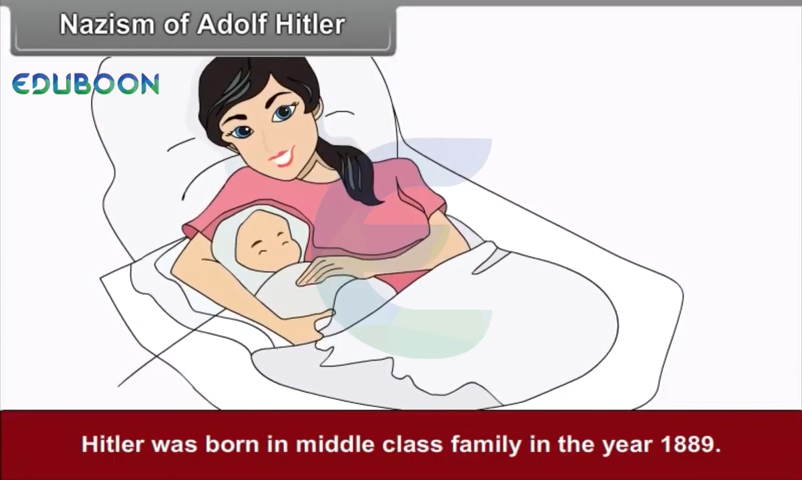 Nazism of Adolf Hitler
EDUBOON
Hitler was born in middle class family in the year 1889.